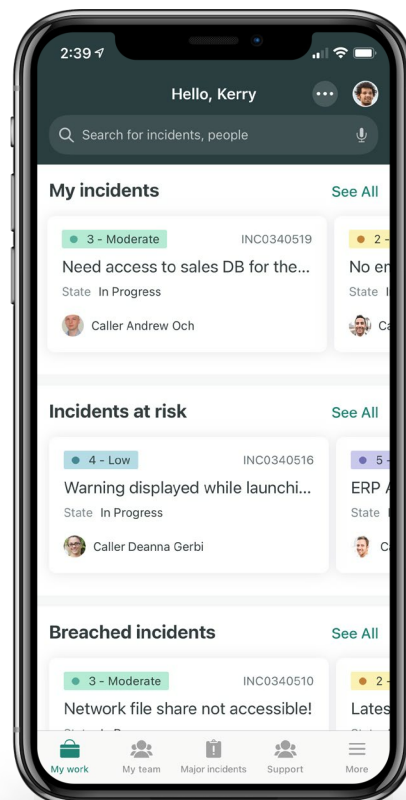 2:39
Hello, Kerry
Search for incidents, people
My incidents
See All
3 - Moderate
INC0340519
2 -
Need access to sales DB for the...
No en
State In Progress
State
Caller Andrew Och
Incidents at risk
See All
4 - Low
INC0340516
5 -
Warning displayed while launchi...
ERP
State In Progress
State
Caller Deanna Gerbi
Breached incidents
See All
3 - Moderate
INC0340510
2 -
Network file share not accessible!
Lates
My work
My team
Major incidents
Support
More